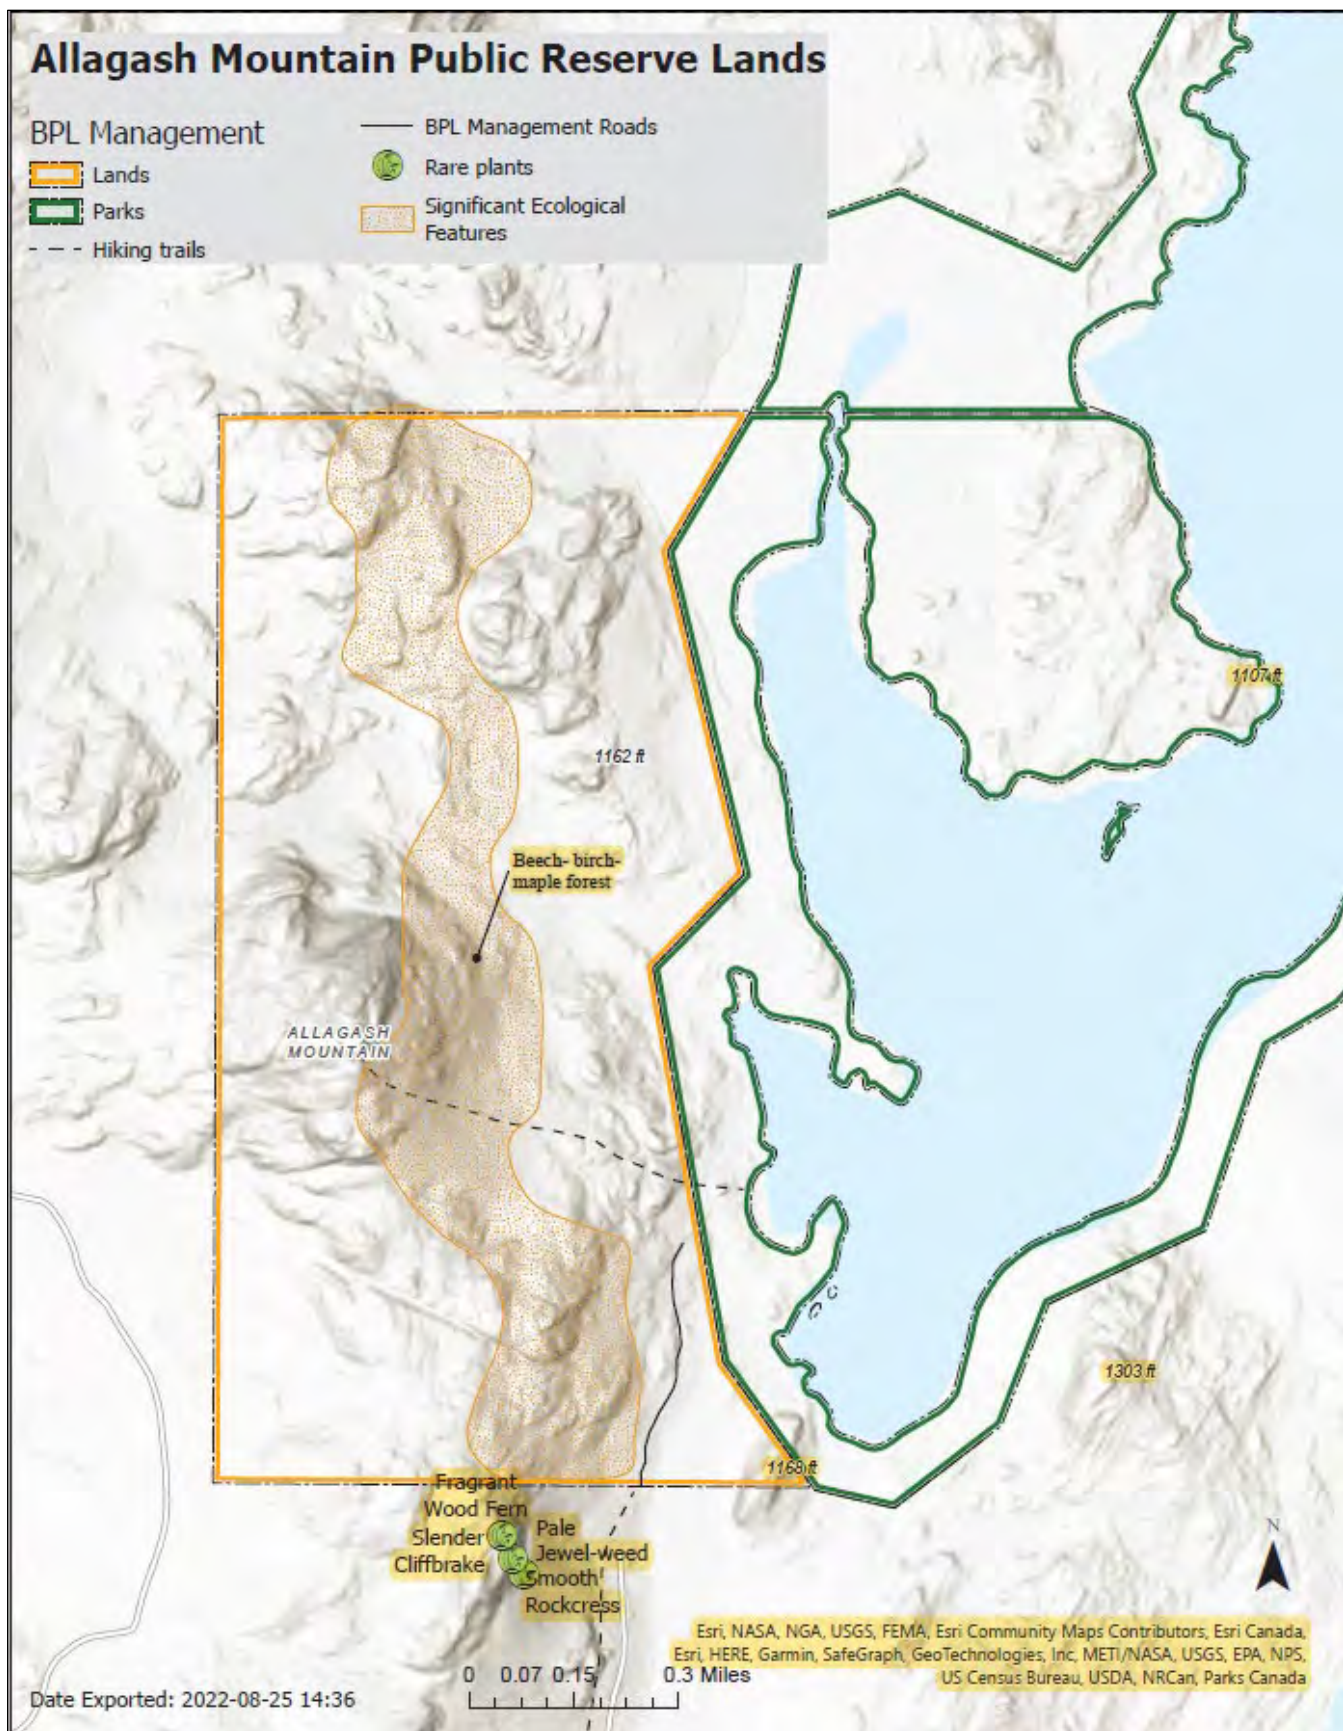 Allagash Mountain Public Reserve Lands
BPL Management
Lands
Parks
Hiking trails
BPL Management Roads
Rare plants
Significant Ecological
Features
1107 ft
1162 ft
Beech- birch-
maple forest
ALLAGASH
MOUNTAIN
1303 ft
1168 ft
Fragrant
Wood Fern
Slender
Cliffbrake
Pale
Jewel-weed
Smooth
Rockcress
N
Esri, NASA, NGA, USGS, FEMA, Esri Community Maps Contributors, Esri Canada,
Esri, HERE, Garmin, SafeGraph, GeoTechnologies, Inc, METI/NASA, USGS, EPA, NPS,
US Census Bureau, USDA, NRCan, Parks Canada
0 0.07 0.15 0.3 Miles
Date Exported: 2022-08-25 14:36